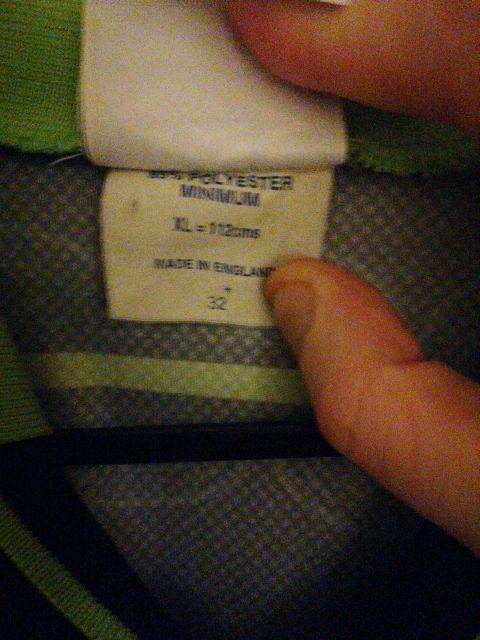 POLYESTER
MINIMUM
XL = 112cms
MADE IN ENGLAND
32